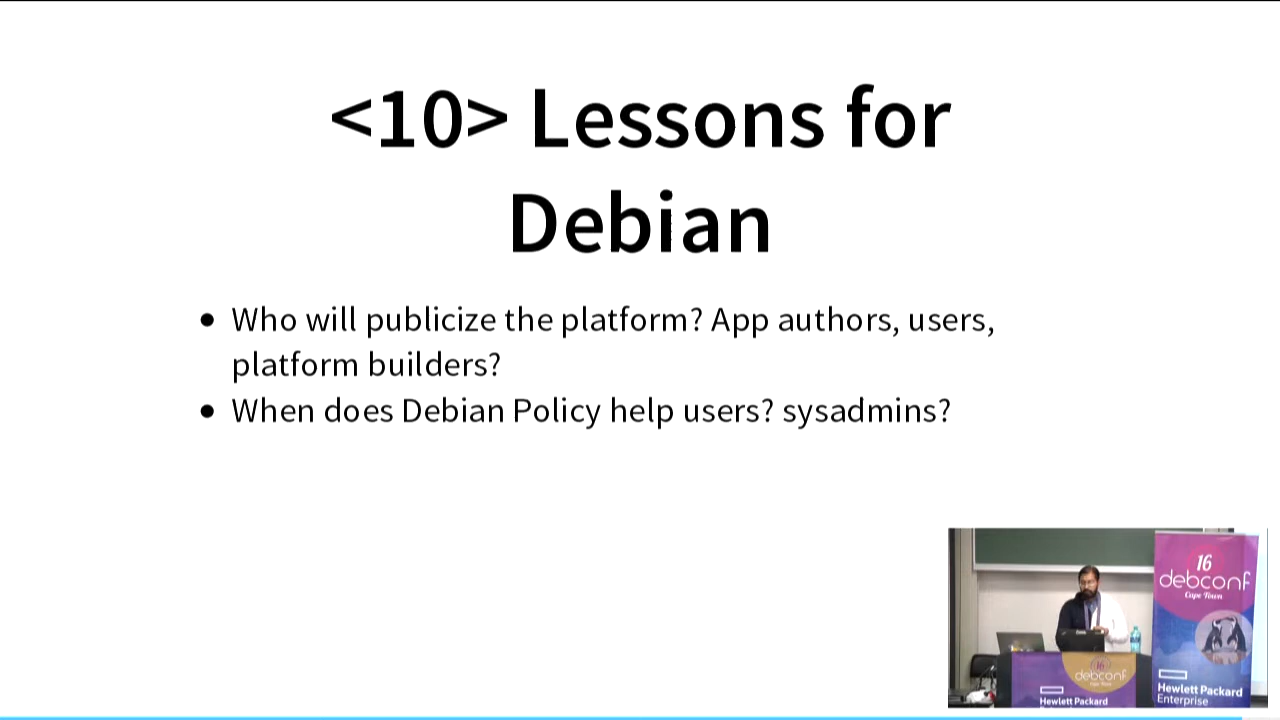 <10> Lessons for
Debian
Who will publicize the platform? App authors, users,
platform builders?
When does Debian Policy help users? sysadmins?
16
debconf
Cape Town
16
debconf
Cape Town
Hewlett Packard
Enterprise
Hewlett Packard